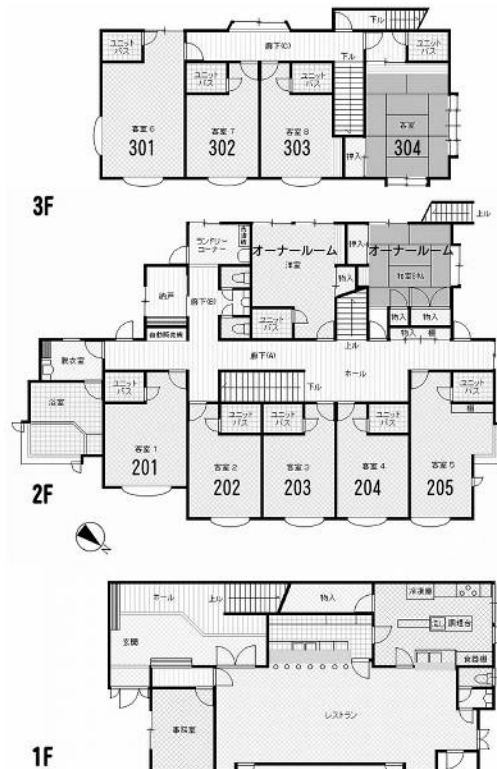 下ル
ユニット
バス
廊下(C)
下ル
ユニット
バス
ユニット
バス
ユニット
バス
客室6
301
客室7
302
客室8
303
客室
304
押入
3F
上ル
ランドリー
コーナー
オーナールーム
洋室
押入
オーナールーム
和室8帖
納戸
廊下(B)
物入
自動販売機
ユニット
バス
物入
物入
上ル
物入
棚
脱衣室
廊下(A)
ホール
下ル
浴室
ユニット
バス
ユニット
バス
ユニット
バス
ユニット
バス
ユニット
バス
棚
客室1
201
客室2
202
客室3
203
客室4
204
客室5
205
2F
N
ホール
上ル
物入
冷凍庫
玄関
流し
調理台
食器棚
レストラン
事務室
1F